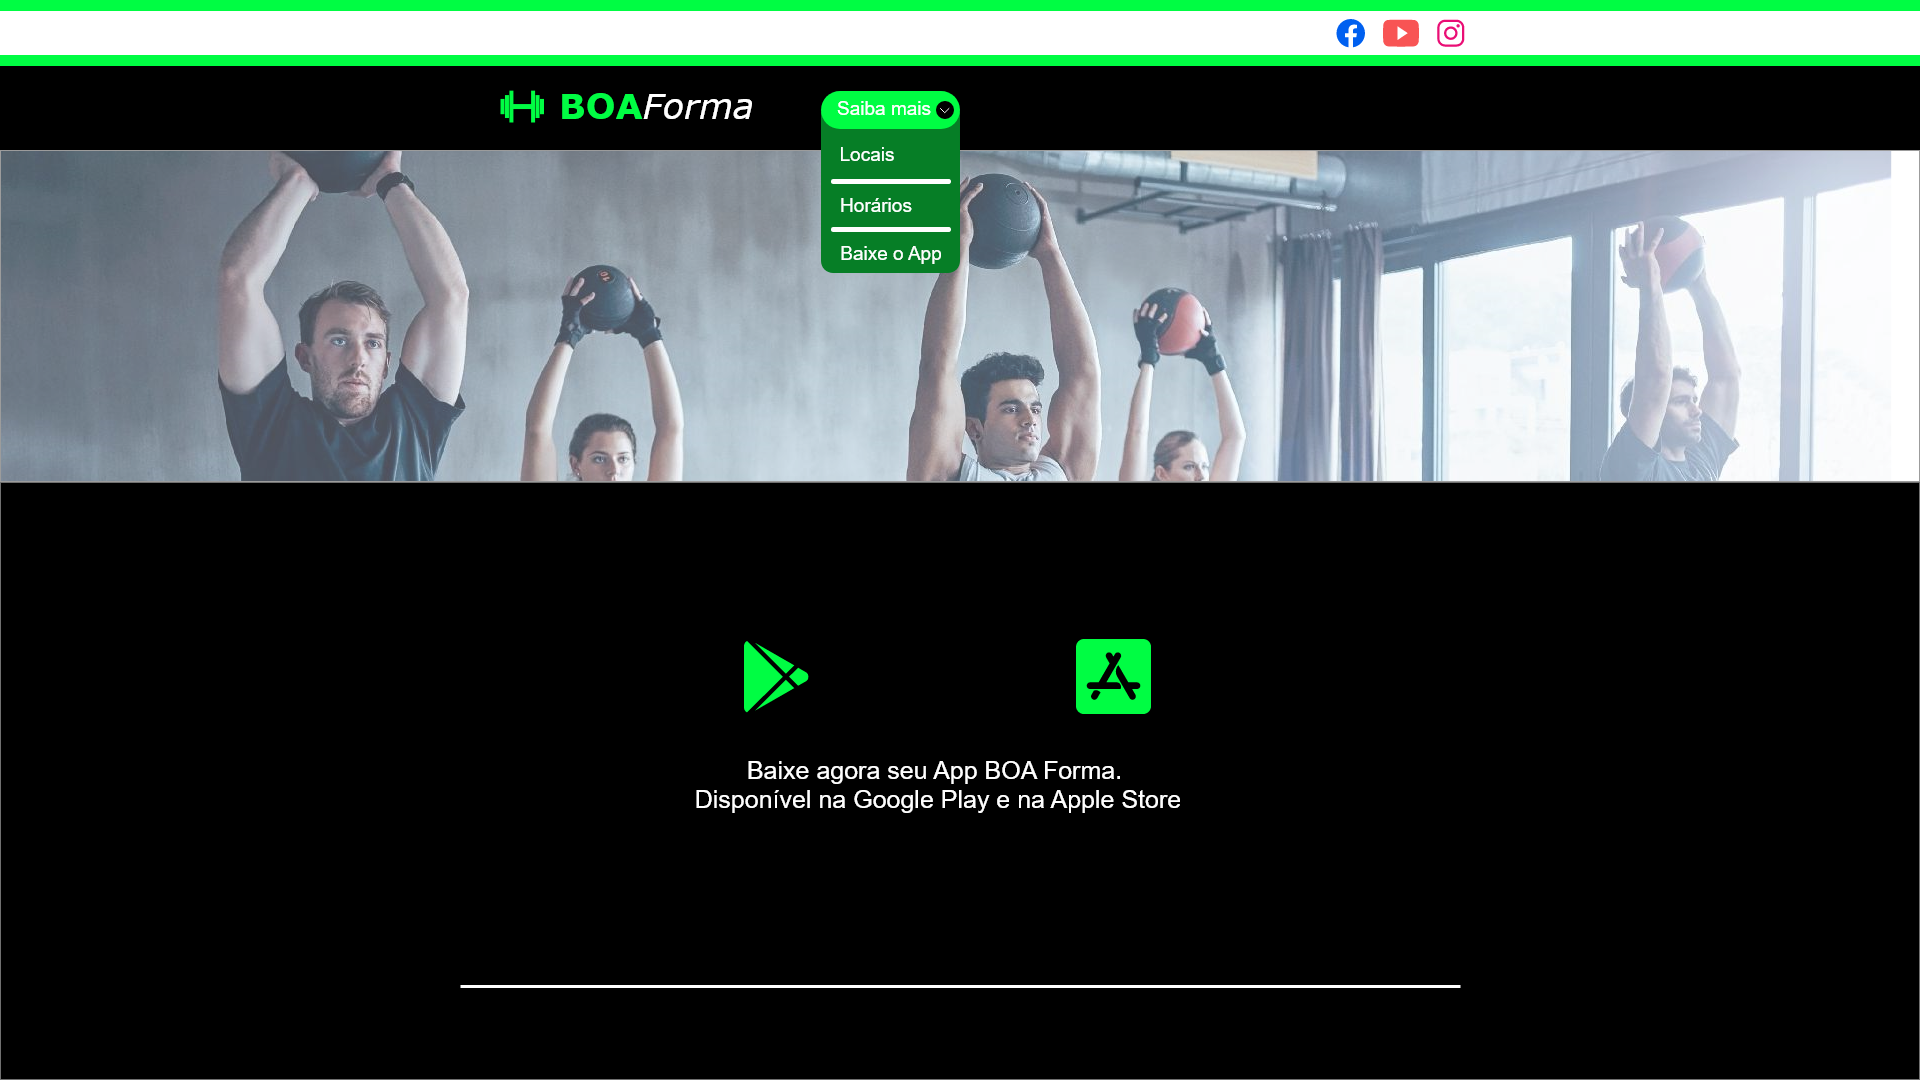 BOAForma
Saiba mais
Locais
Horários
Baixe o App
Baixe agora seu App BOA Forma.
Disponível na Google Play e na Apple Store